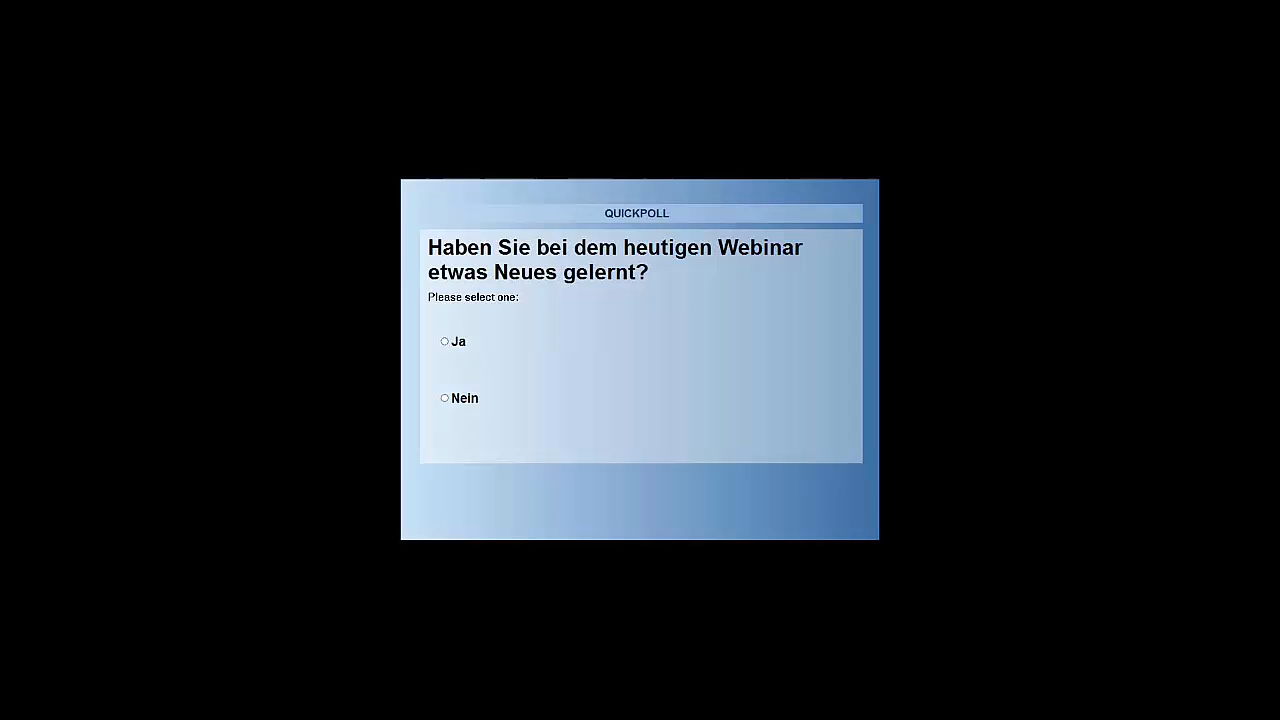 QUICKPOLL
Haben Sie bei dem heutigen Webinar
etwas Neues gelernt?
Please select one:
Ja
Nein